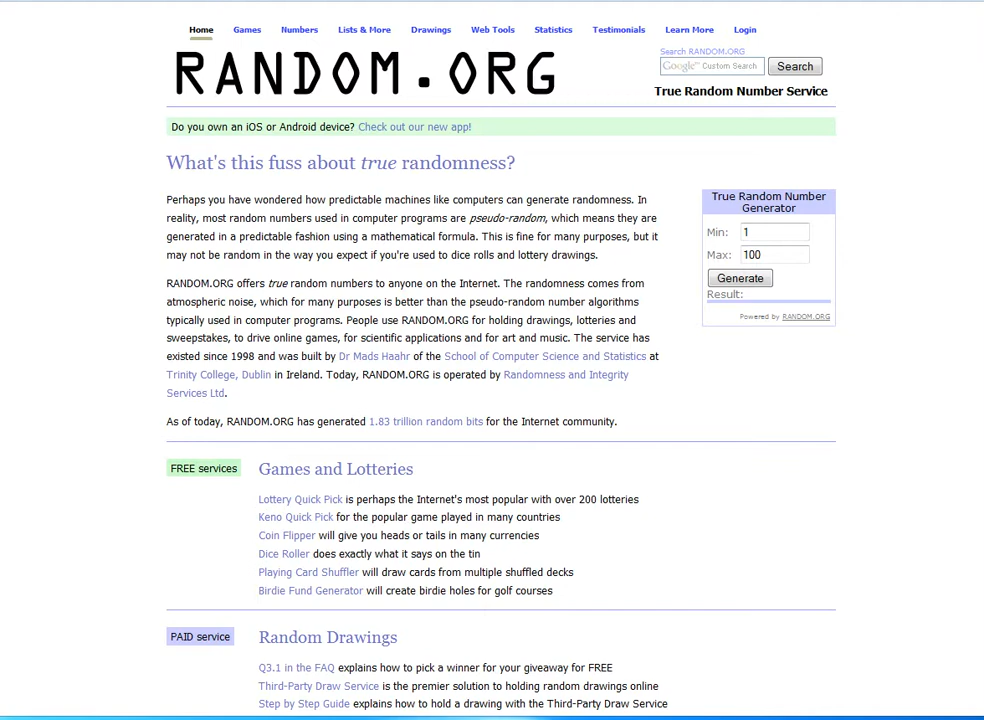 Home Games Numbers Lists & More Drawings Web Tools Statistics Testimonials Learn More Login
RANDOM.ORG
Search RANDOM.ORG
Google™ Custom Search Search
True Random Number Service
Do you own an iOS or Android device? Check out our new app!
What's this fuss about true randomness?
Perhaps you have wondered how predictable machines like computers can generate randomness. In
reality, most random numbers used in computer programs are pseudo-random, which means they are
generated in a predictable fashion using a mathematical formula. This is fine for many purposes, but it
may not be random in the way you expect if you're used to dice rolls and lottery drawings.
RANDOM.ORG offers true random numbers to anyone on the Internet. The randomness comes from
atmospheric noise, which for many purposes is better than the pseudo-random number algorithms
typically used in computer programs. People use RANDOM.ORG for holding drawings, lotteries and
sweepstakes, to drive online games, for scientific applications and for art and music. The service has
existed since 1998 and was built by Dr Mads Haahr of the School of Computer Science and Statistics at
Trinity College, Dublin in Ireland. Today, RANDOM.ORG is operated by Randomness and Integrity
Services Ltd.
As of today, RANDOM.ORG has generated 1.83 trillion random bits for the Internet community.
True Random Number
Generator
Min: 1
Max: 100
Generate
Result:
Powered by RANDOM.ORG
FREE services
Games and Lotteries
Lottery Quick Pick is perhaps the Internet's most popular with over 200 lotteries
Keno Quick Pick for the popular game played in many countries
Coin Flipper will give you heads or tails in many currencies
Dice Roller does exactly what it says on the tin
Playing Card Shuffler will draw cards from multiple shuffled decks
Birdie Fund Generator will create birdie holes for golf courses
PAID service
Random Drawings
Q3.1 in the FAQ explains how to pick a winner for your giveaway for FREE
Third-Party Draw Service is the premier solution to holding random drawings online
Step by Step Guide explains how to hold a drawing with the Third-Party Draw Service